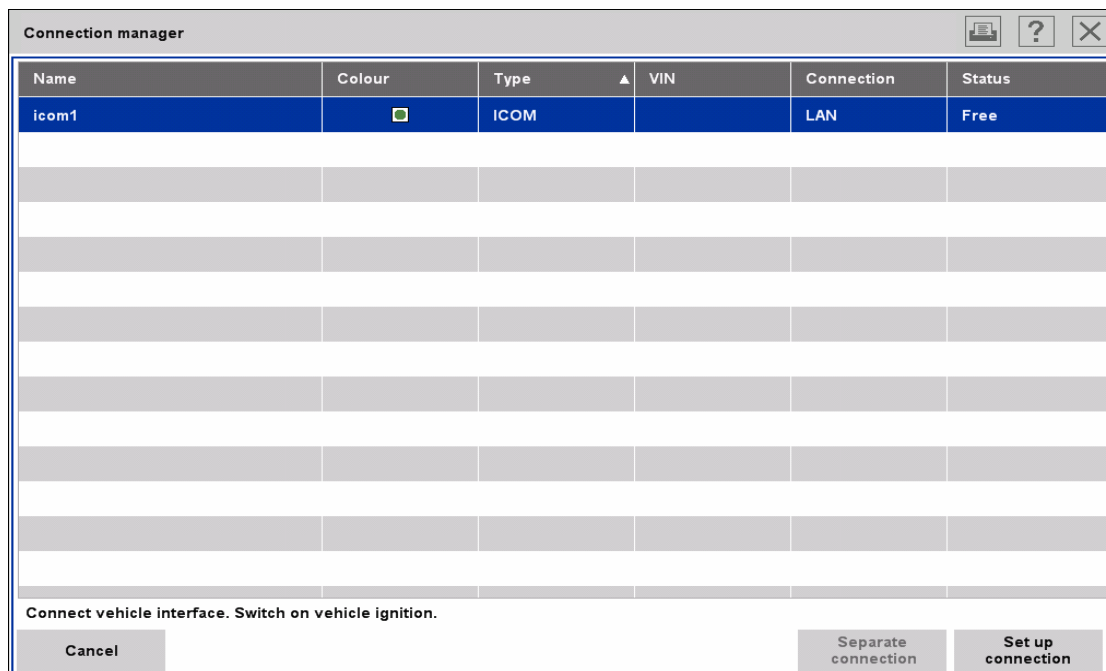 Connection manager
?
Name Colour Type ▲ VIN Connection Status
icom1 ICOM LAN Free
Connect vehicle interface. Switch on vehicle ignition.
Cancel
Separate
connection
Set up
connection